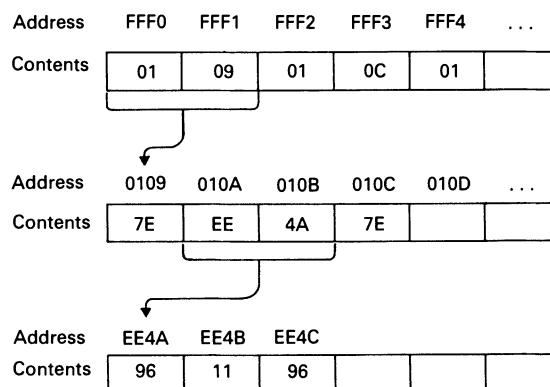 Address FFF0 FFF1 FFF2 FFF3 FFF4 ...
Contents 01 09 01 0C 01
Address 0109 010A 010B 010C 010D ...
Contents 7E EE 4A 7E
Address EE4A EE4B EE4C
Contents 96 11 96